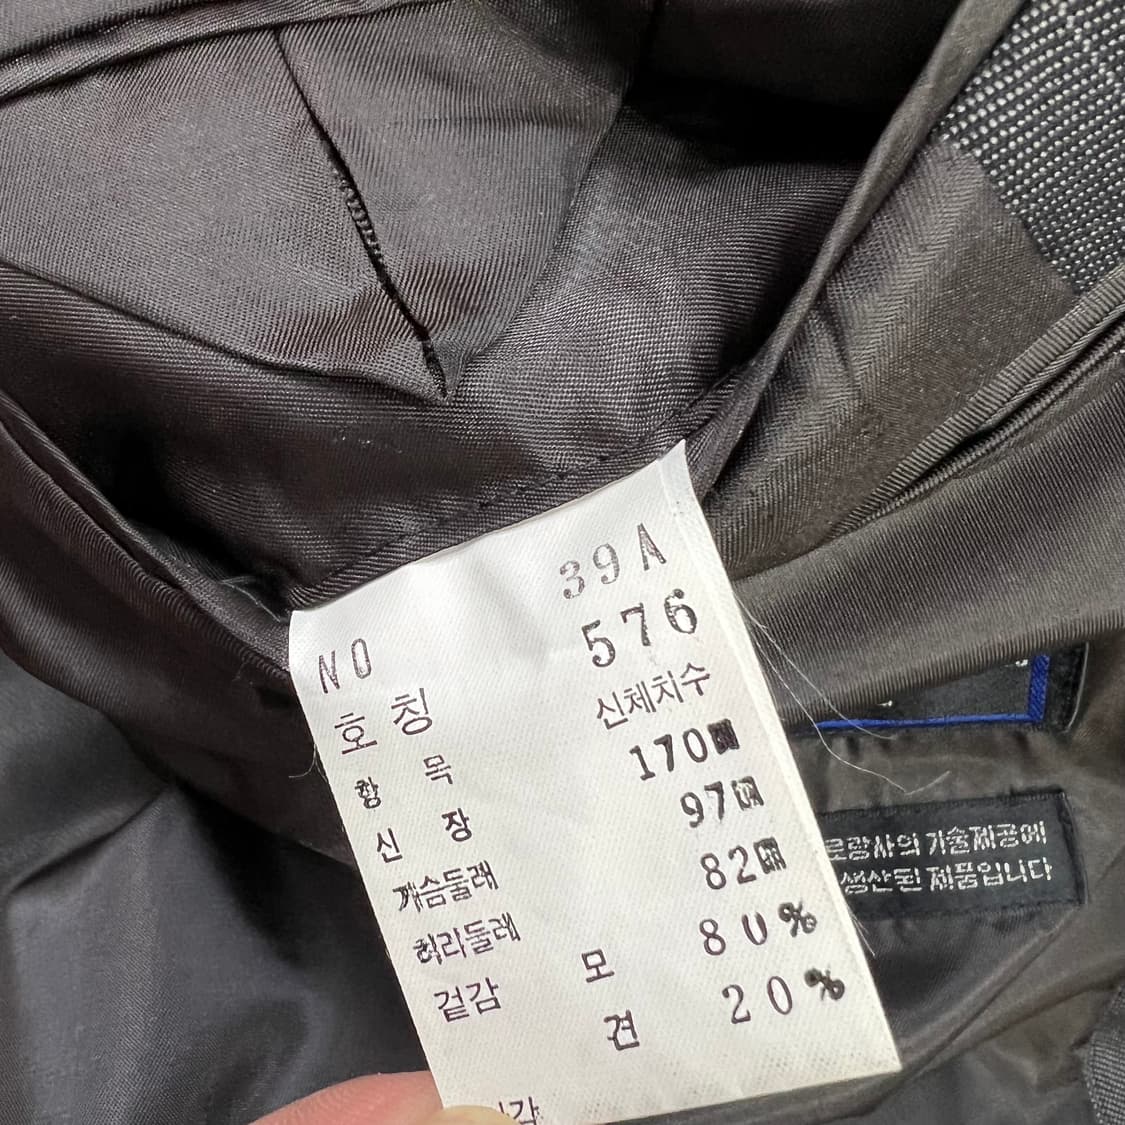 NO 39A
호칭 576
항목 신체치수
신장 170㎝
가슴둘레 97㎝
허리둘레 82㎝
겉감 모 80%
견 20%
안감
로랑사의 기술제공에
생산된 제품입니다